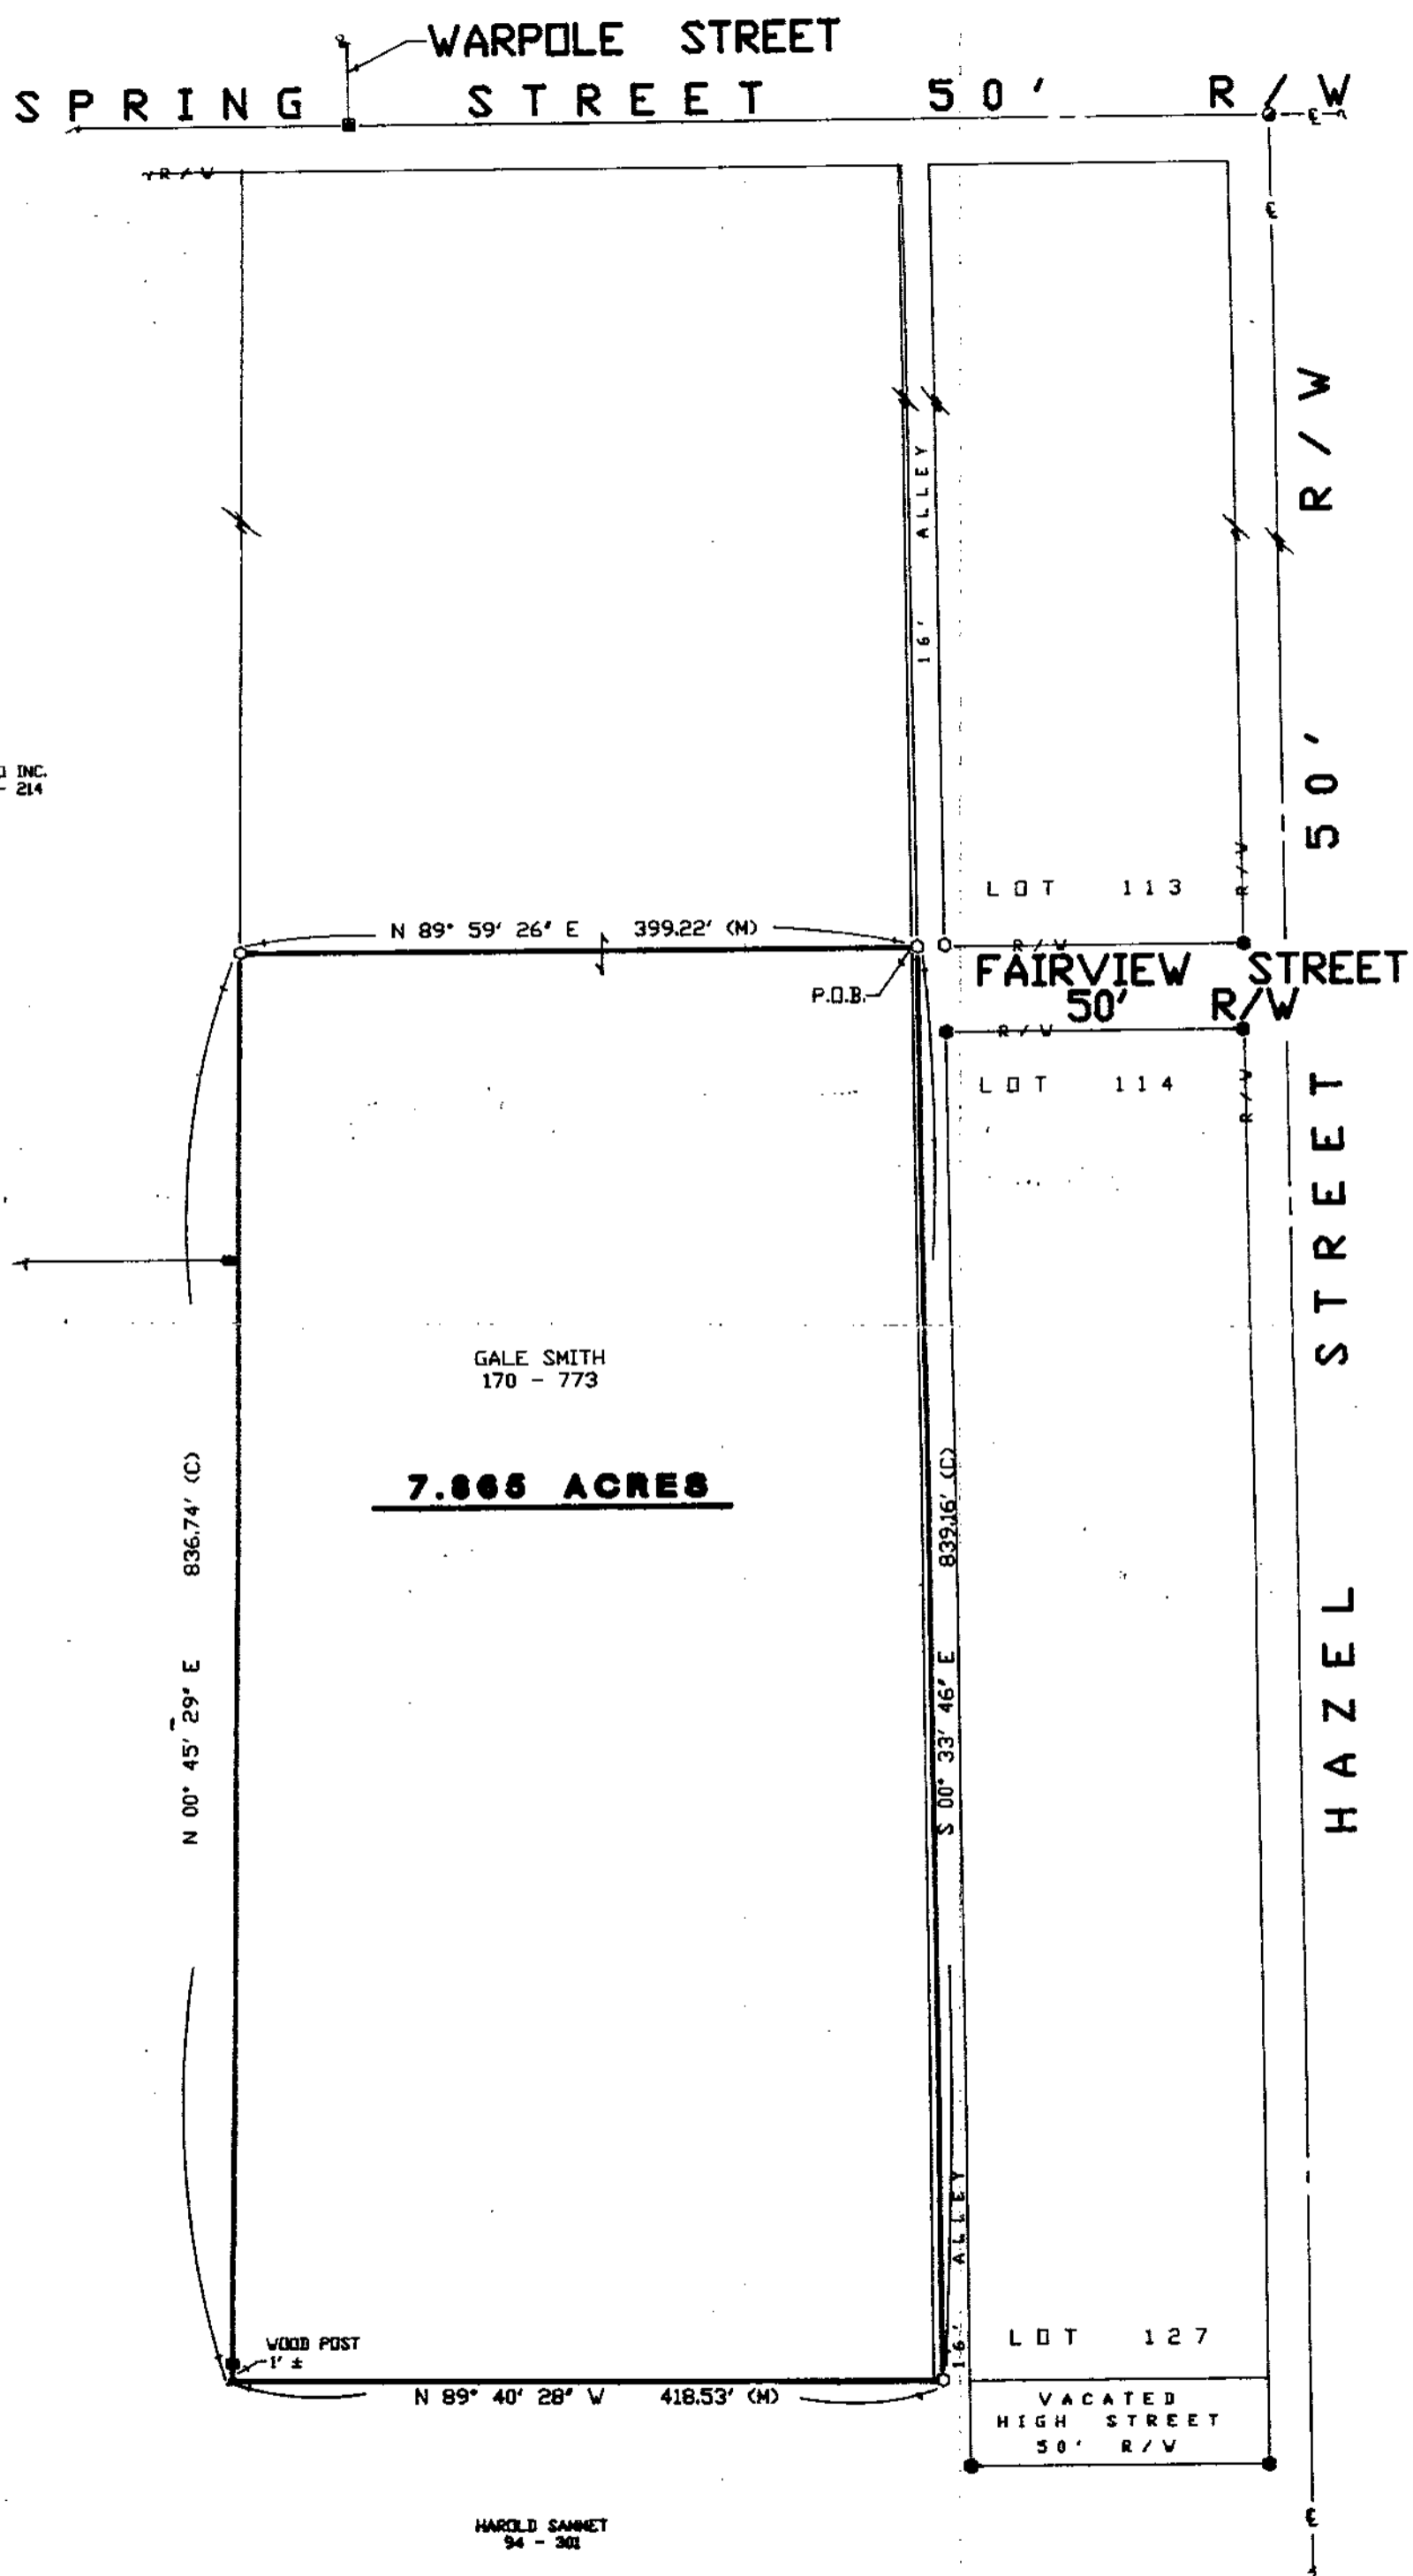 WARPOLE STREET
SPRING STREET 50' R/W
R/W
R/W 50'
16' ALLEY
INC.
- 214
LOT 113
R/W
N 89° 59' 26" E 399.22' (M)
R/W
FAIRVIEW STREET
50' R/W
P.O.B.
R/W
LOT 114
R/W
HAZEL STREET
GALE SMITH
170 - 773
7.865 ACRES
N 00° 45' 29" E 836.74' (C)
S 00° 33' 46" E 839.16' (C)
16' ALLEY
WOOD POST
1' ±
LOT 127
N 89° 40' 28" W 418.53' (M)
VACATED
HIGH STREET
50' R/W
HAROLD
94 - 301